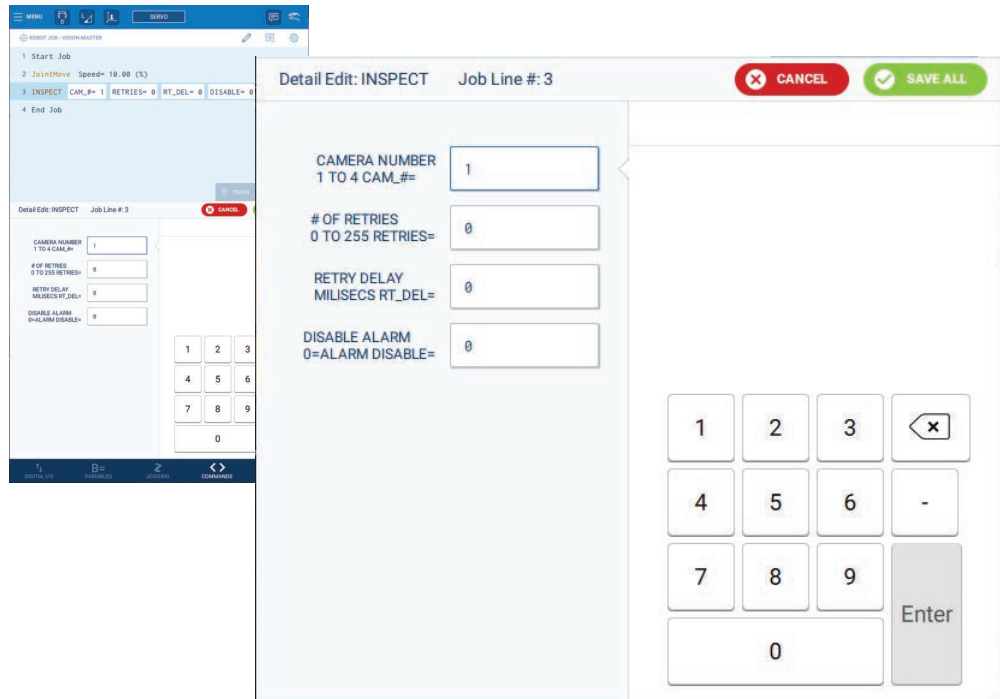 MENU
0
SERVO
ROBOT JOB - VISION-MASTER
1 Start Job
2 JointMove Speed= 10.00 (%)
3 INSPECT CAM_#= 1 RETRIES= 0 RT_DEL= 0 DISABLE= 0
4 End Job
TEACH
Detail Edit: INSPECT Job Line #: 3
CANCEL
CAMERA NUMBER
1 TO 4 CAM_#=
1
# OF RETRIES
0 TO 255 RETRIES=
0
RETRY DELAY
MILISECS RT_DEL=
0
DISABLE ALARM
0=ALARM DISABLE=
0
1 2 3
4 5 6
7 8 9
0
DIGITAL I/O
B=
VARIABLES
JOGGING
COMMANDS
Detail Edit: INSPECT Job Line #: 3
CANCEL
SAVE ALL
CAMERA NUMBER
1 TO 4 CAM_#=
1
# OF RETRIES
0 TO 255 RETRIES=
0
RETRY DELAY
MILISECS RT_DEL=
0
DISABLE ALARM
0=ALARM DISABLE=
0
1 2 3
4 5 6 -
7 8 9
Enter
0